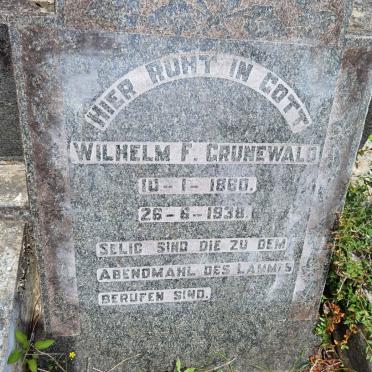 HIER RUHT IN GOTT
WILHELM F. GRUNEWALD
10-1-1860.
26-6-1938.
SELIG SIND DIE ZU DEM
ABENDMAHL DES LAMMES
BERUFEN SIND.